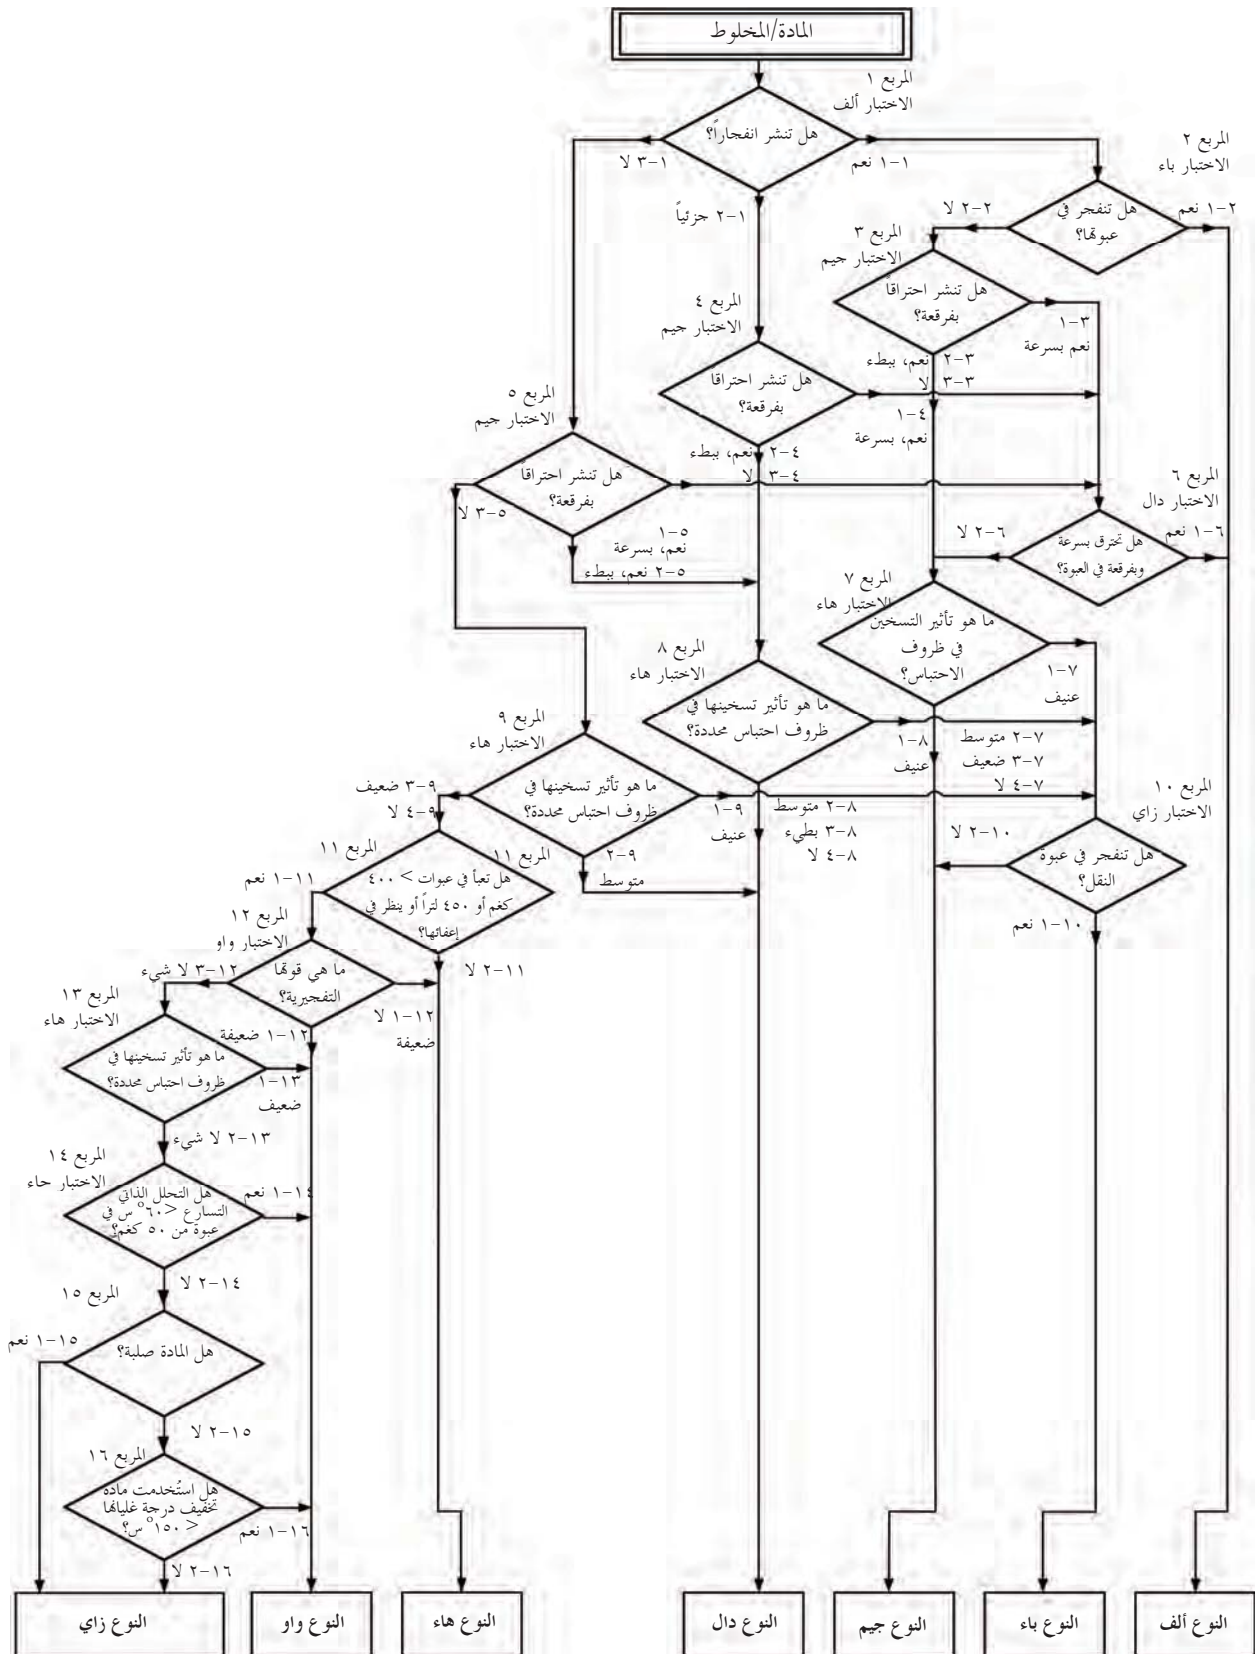 المادة/المخلوط
المربع ١
الاختبار ألف
هل تنشر انفجاراً؟
١-١ نعم
٢-١ جزئياً
٣-١ لا
المربع ٢
الاختبار باء
هل تنفجر في
عبوتها؟
١-٢ نعم
٢-٢ لا
المربع ٣
الاختبار جيم
هل تنشر احتراقاً
بفرقعة؟
١-٣
نعم بسرعة
٢-٣ نعم، ببطء
٣-٣ لا
المربع ٤
الاختبار جيم
هل تنشر احتراقا
بفرقعة؟
١-٤
نعم، بسرعة
٢-٤ نعم، ببطء
٣-٤ لا
المربع ٥
الاختبار جيم
هل تنشر احتراقاً
بفرقعة؟
١-٥
نعم، بسرعة
٢-٥ نعم، ببطء
٣-٥ لا
المربع ٦
الاختبار دال
هل تحترق بسرعة
وبفرقعة في العبوة؟
١-٦ نعم
٢-٦ لا
المربع ٧
الاختبار هاء
ما هو تأثير التسخين
في ظروف
الاحتباس؟
١-٧
عنيف
٢-٧ متوسط
٣-٧ ضعيف
٤-٧ لا
المربع ٨
الاختبار هاء
ما هو تأثير تسخينها في
ظروف احتباس محددة؟
١-٨
عنيف
٢-٨ متوسط
٣-٨ بطيء
٤-٨ لا
المربع ٩
الاختبار هاء
ما هو تأثير تسخينها في
ظروف احتباس محددة؟
١-٩
عنيف
٢-٩
متوسط
٣-٩ ضعيف
٤-٩ لا
المربع ١٠
الاختبار زاي
هل تنفجر في عبوة
النقل؟
١-١٠ نعم
٢-١٠ لا
المربع ١١
المربع ١١
هل تعبأ في عبوات > ٤٠٠
كغم أو ٤٥٠ لتراً أو ينظر في
إعفائها؟
١-١١ نعم
٢-١١ لا
المربع ١٢
الاختبار واو
ما هي قوتها
التفجيرية؟
١-١٢ لا
ضعيفة
١-١٢ ضعيفة
٣-١٢ لا شيء
المربع ١٣
الاختبار هاء
ما هو تأثير تسخينها في
ظروف احتباس محددة؟
١-١٣
ضعيف
٢-١٣ لا شيء
المربع ١٤
الاختبار حاء
هل التحلل الذاتي
التسارع <٦٠° س في
عبوة من ٥٠ كغم؟
١-١٤ نعم
٢-١٤ لا
المربع ١٥
هل المادة صلبة؟
١-١٥ نعم
٢-١٥ لا
المربع ١٦
هل استُخدمت مادة
تخفيف درجة غليانها
< ١٥٠° س؟
١-١٦ نعم
٢-١٦ لا
النوع ألف
النوع باء
النوع جيم
النوع دال
النوع هاء
النوع واو
النوع زاي